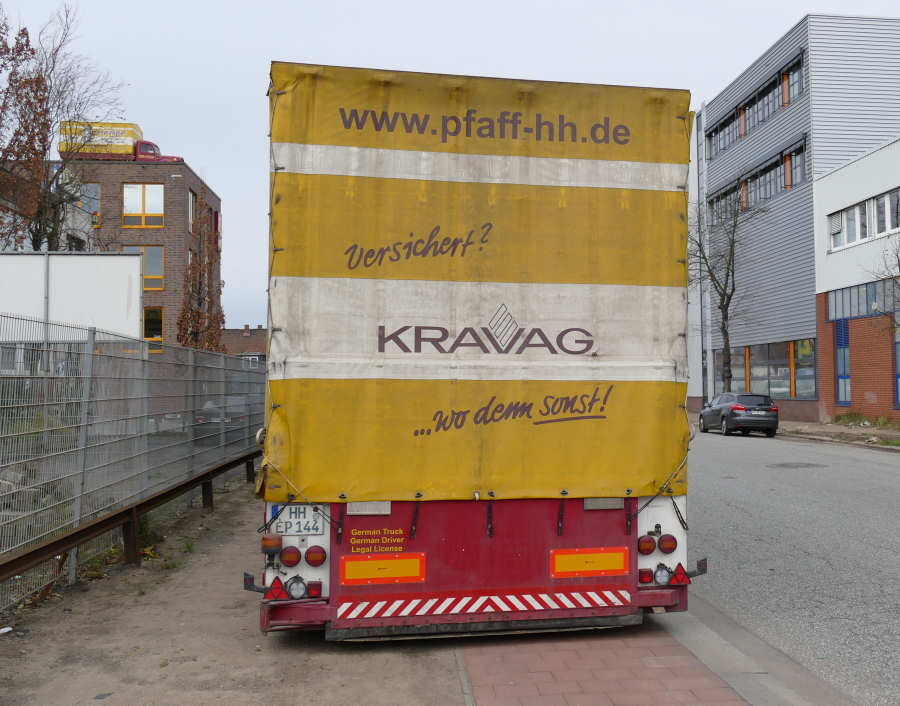 www.pfaff-hh.de
versichert?
KRAVAG
...wo denn sonst!
HH
EP 144
German Truck
German Driver
Legal License